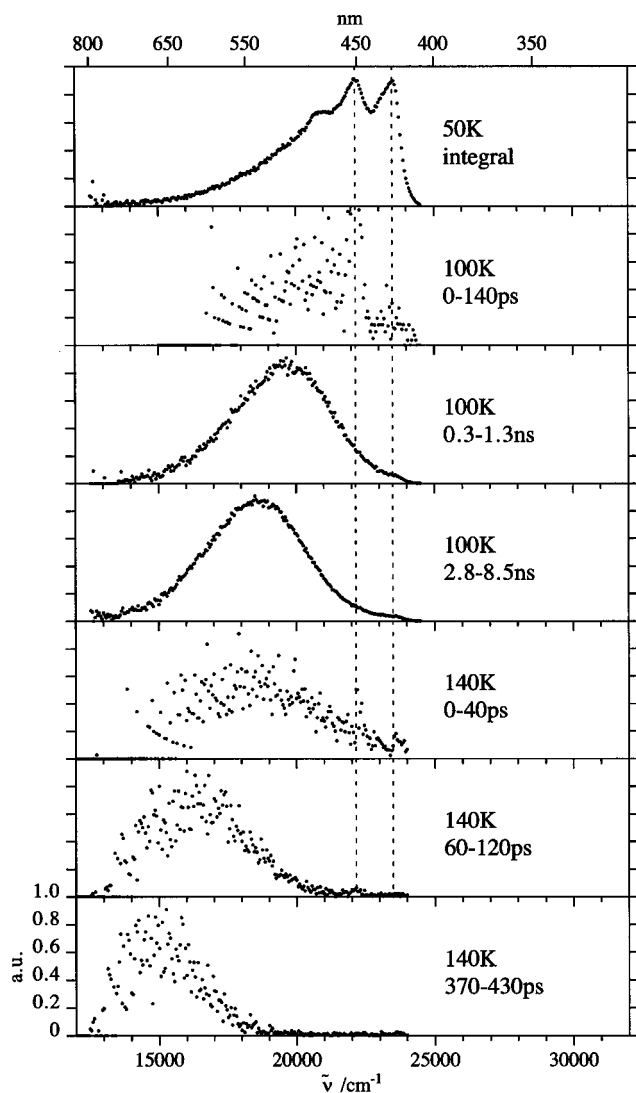 nm
800 650 550 450 400 350
50K
integral
100K
0-140ps
100K
0.3-1.3ns
100K
2.8-8.5ns
140K
0-40ps
140K
60-120ps
1.0
0.8
0.6
0.4
0.2
0
a.u.
140K
370-430ps
15000 20000 25000 30000
ν̃ /cm⁻¹